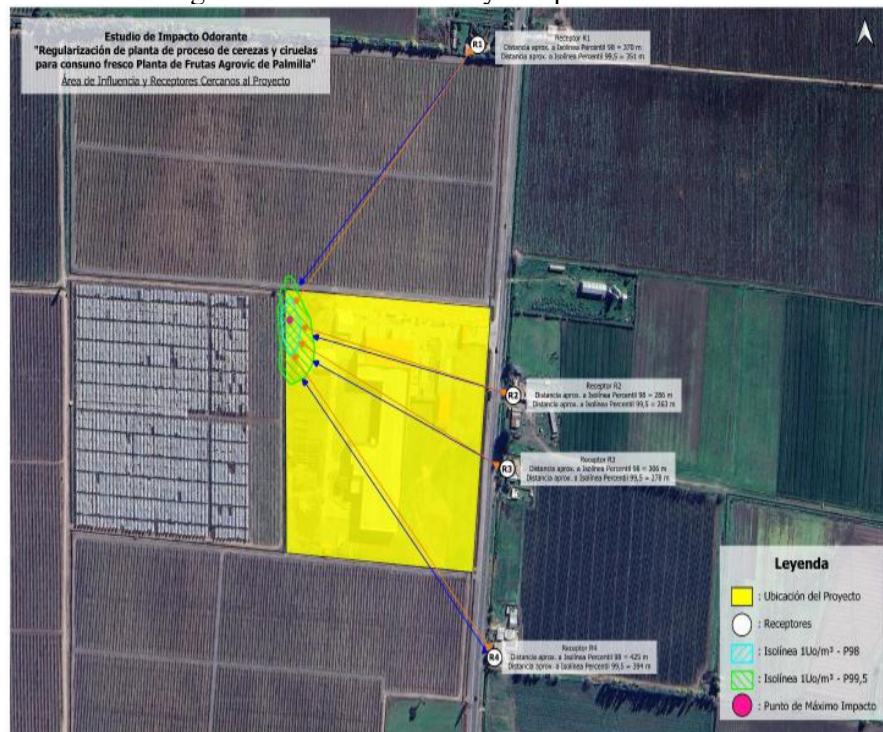 Estudio de Impacto Odorante
"Regularización de planta de proceso de cerezas y ciruelas
para consuno fresco Planta de Frutas Agrovic de Palmilla"
Área de Influencia y Receptores Cercanos al Proyecto
R1
Receptor R1
Distancia aprox. a Isolínea Percentil 98 = 370 m
Distancia aprox. a Isolínea Percentil 99,5 = 351 m
R2
Receptor R2
Distancia aprox. a Isolínea Percentil 98 = 286 m
Distancia aprox. a Isolínea Percentil 99,5 = 263 m
R3
Receptor R3
Distancia aprox. a Isolínea Percentil 98 = 306 m
Distancia aprox. a Isolínea Percentil 99,5 = 278 m
R4
Receptor R4
Distancia aprox. a Isolínea Percentil 98 = 425 m
Distancia aprox. a Isolínea Percentil 99,5 = 394 m
Leyenda
: Ubicación del Proyecto
: Receptores
: Isolínea 1Uo/m³ - P98
: Isolínea 1Uo/m³ - P99,5
: Punto de Máximo Impacto